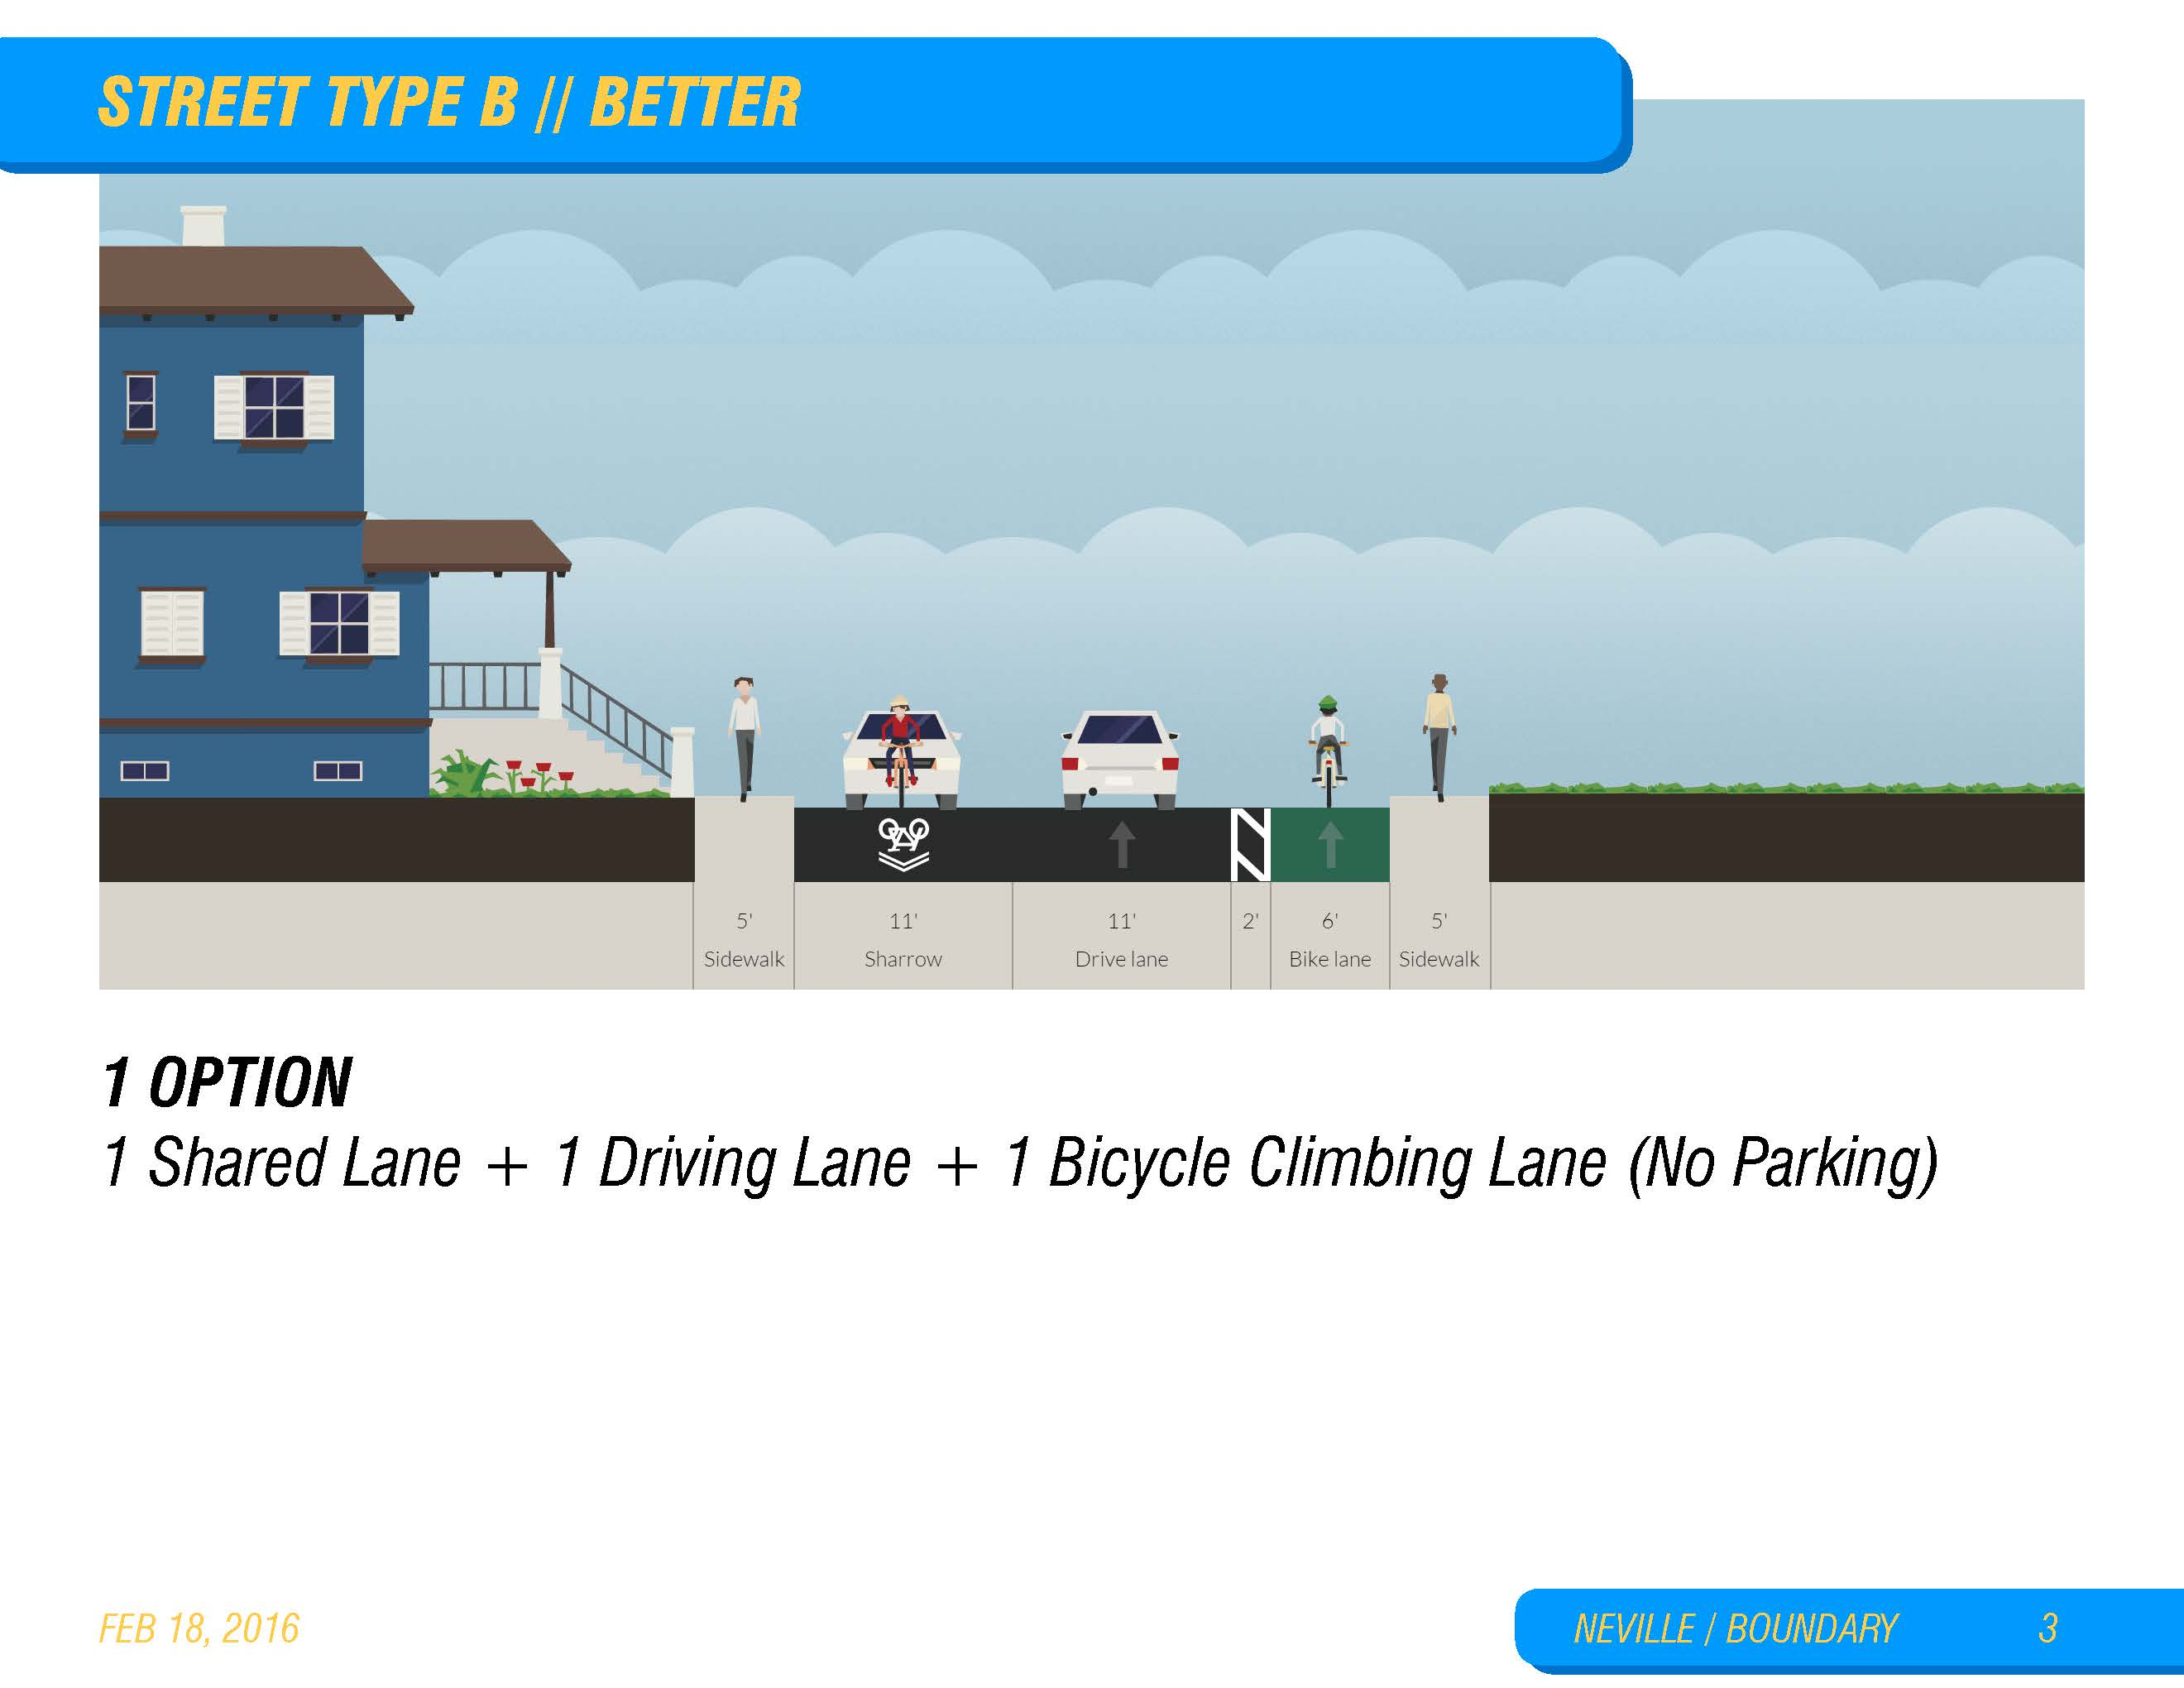 STREET TYPE B // BETTER
5' 11' 11' 2' 6' 5'
Sidewalk Sharrow Drive lane Bike lane Sidewalk
1 OPTION
1 Shared Lane + 1 Driving Lane + 1 Bicycle Climbing Lane (No Parking)
FEB 18, 2016
NEVILLE / BOUNDARY 3